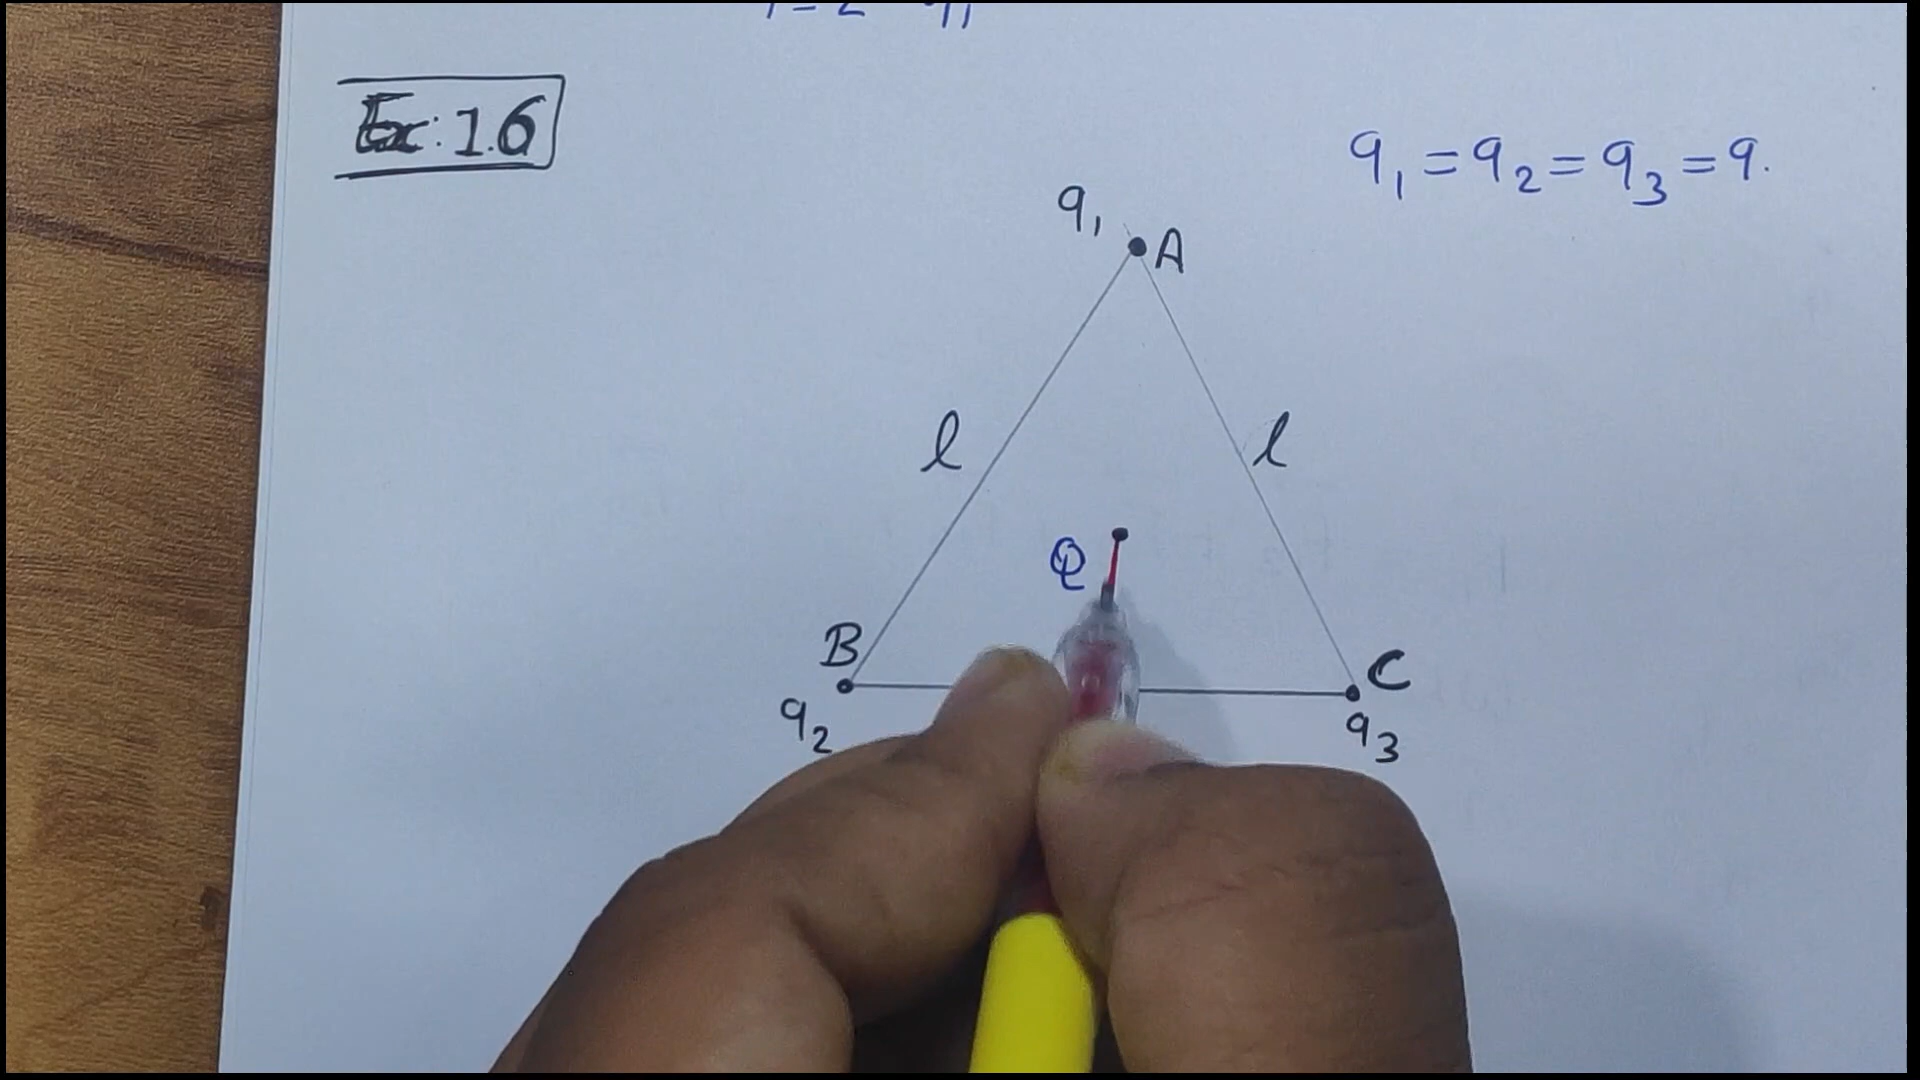 Ex: 1.6
q₁ = q₂ = q₃ = q.
q₁
A
l
l
Q
B
C
q₂
q₃